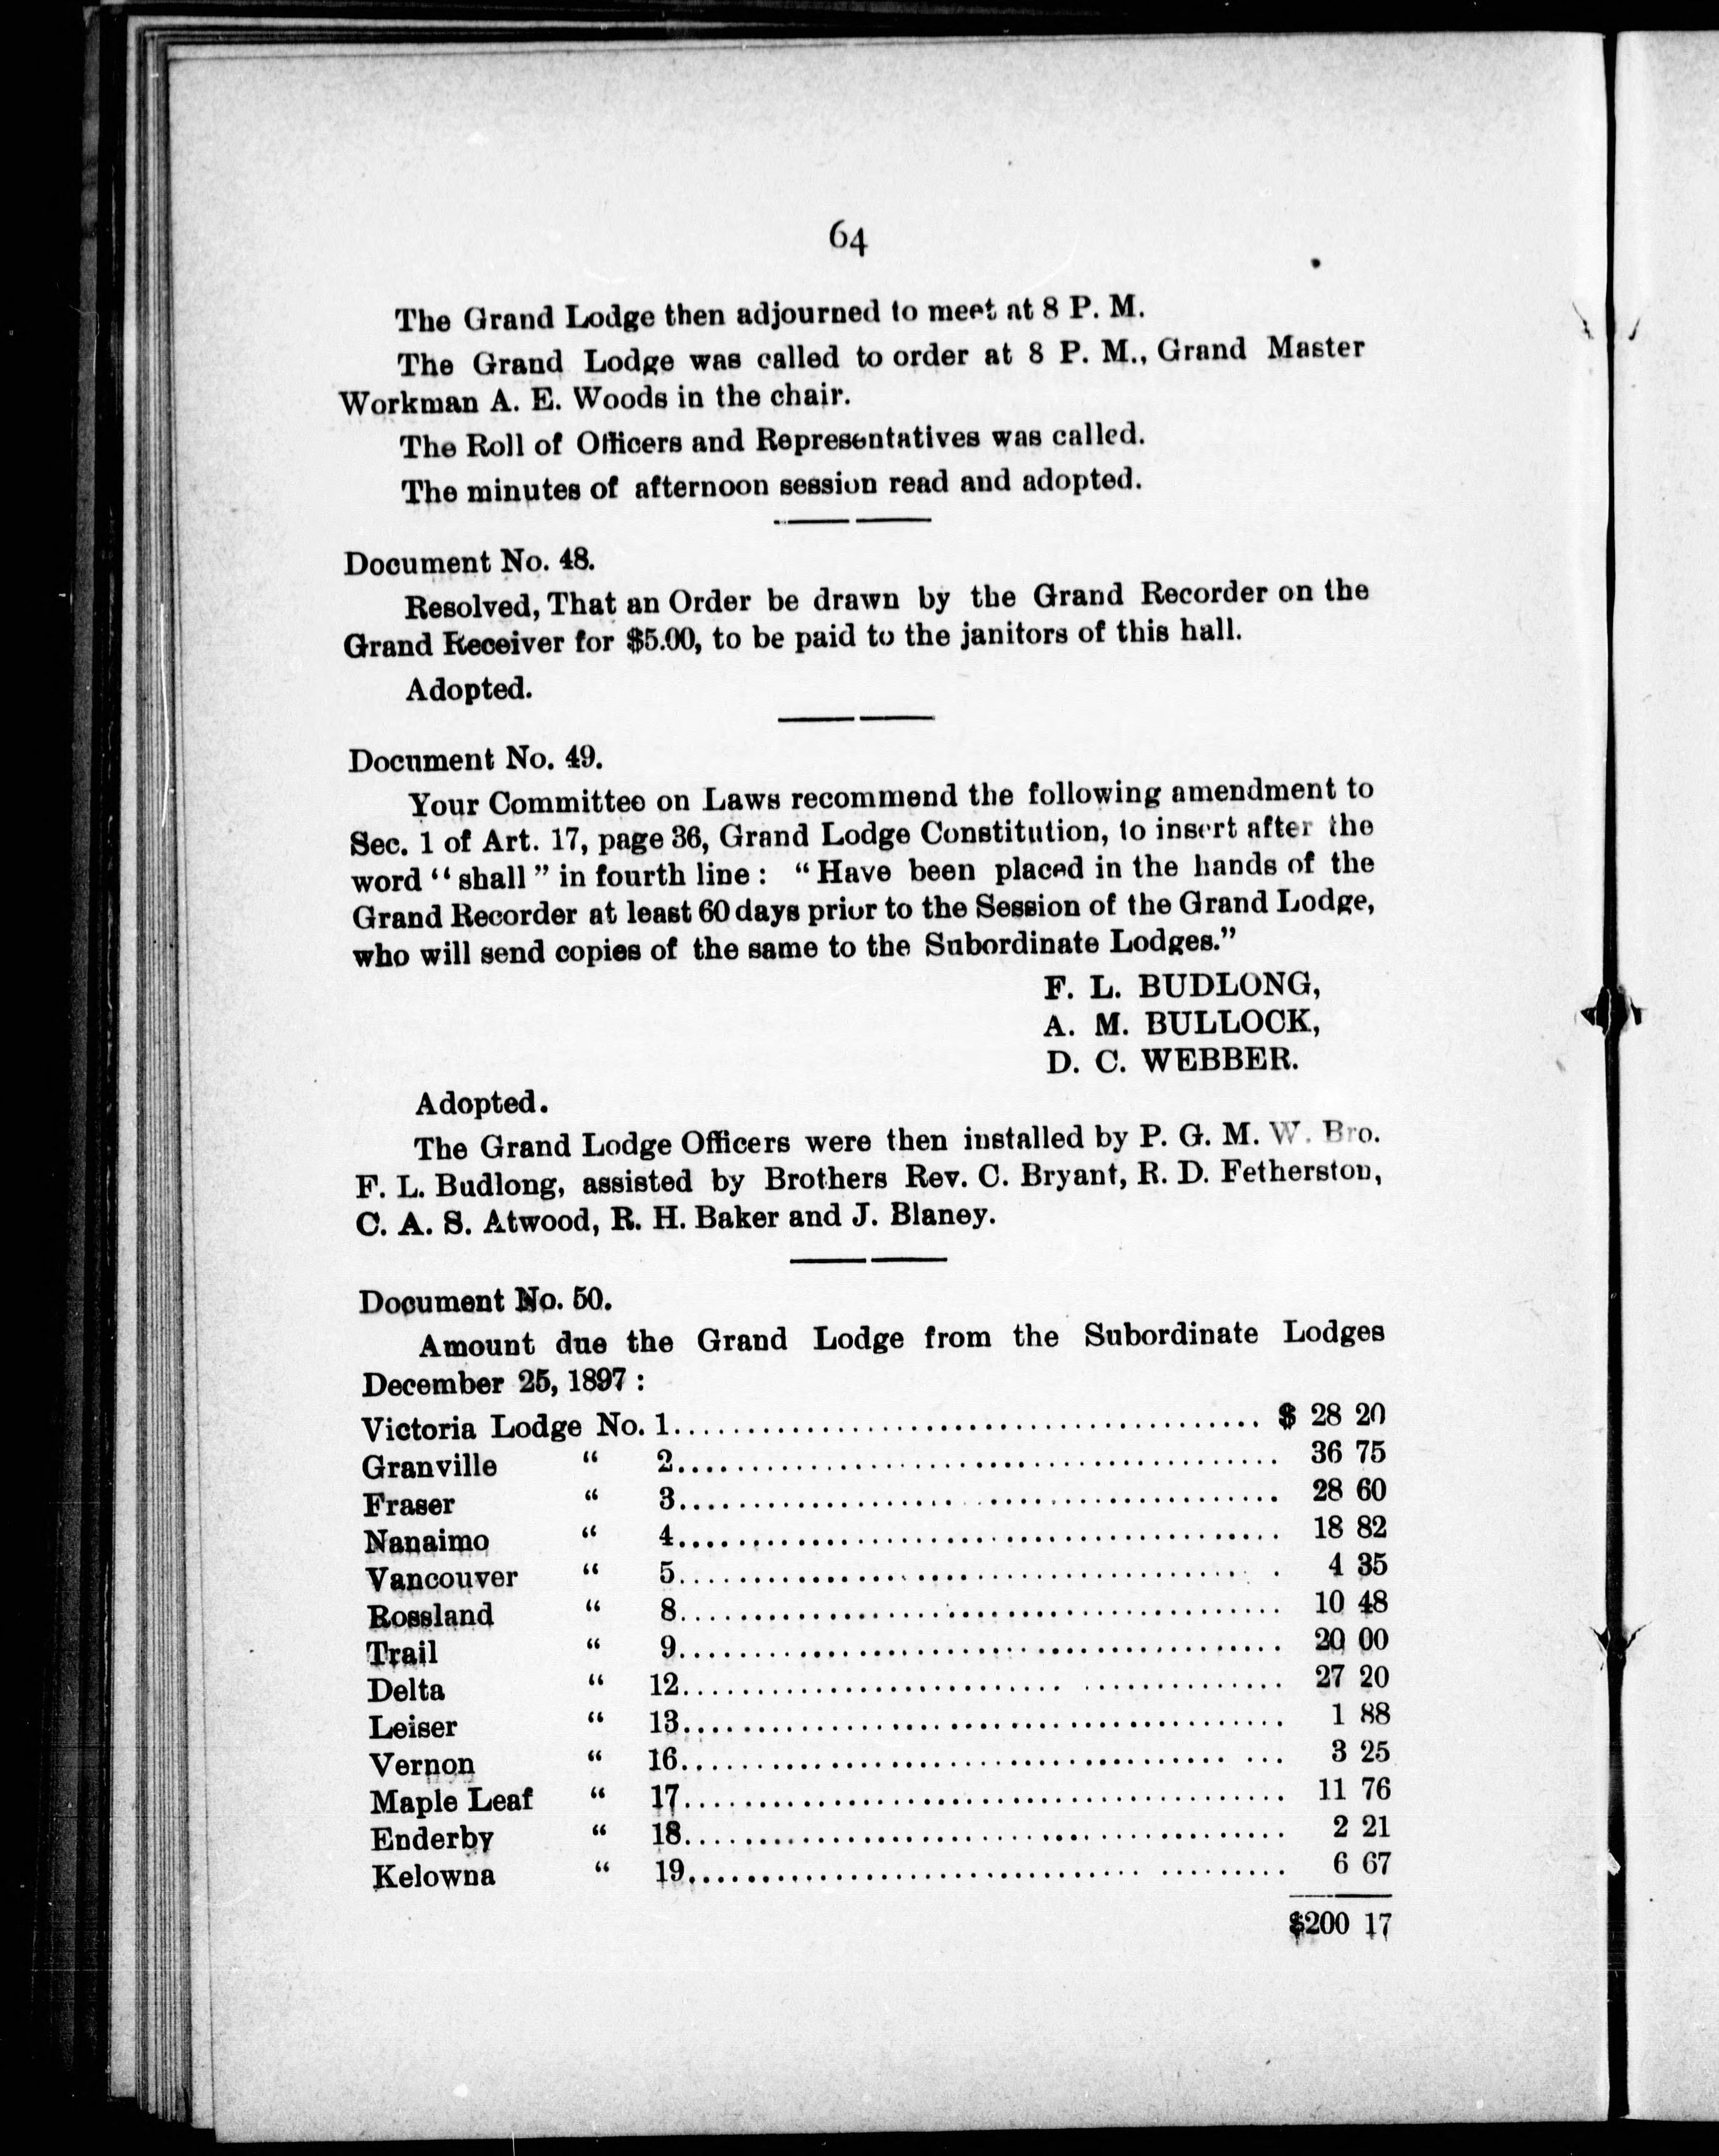 64
The Grand Lodge then adjourned to meet at 8 P. M.
The Grand Lodge was called to order at 8 P. M., Grand Master
Workman A. E. Woods in the chair.
The Roll of Officers and Representatives was called.
The minutes of afternoon session read and adopted.
Document No. 48.
Resolved, That an Order be drawn by the Grand Recorder on the
Grand Receiver for $5.00, to be paid to the janitors of this hall.
Adopted.
Document No. 49.
Your Committee on Laws recommend the following amendment to
Sec. 1 of Art. 17, page 36, Grand Lodge Constitution, to insert after the
word “shall” in fourth line : “Have been placed in the hands of the
Grand Recorder at least 60 days prior to the Session of the Grand Lodge,
who will send copies of the same to the Subordinate Lodges.”
F. L. BUDLONG,
A. M. BULLOCK,
D. C. WEBBER.
Adopted.
The Grand Lodge Officers were then installed by P. G. M. W. Bro.
F. L. Budlong, assisted by Brothers Rev. C. Bryant, R. D. Fetherston,
C. A. S. Atwood, R. H. Baker and J. Blaney.
Document No. 50.
Amount due the Grand Lodge from the Subordinate Lodges
December 25, 1897 :
Victoria Lodge No. 1........................................ $ 28 20
Granville “ 2........................................ 36 75
Fraser “ 3........................................ 28 60
Nanaimo “ 4........................................ 18 82
Vancouver “ 5........................................ 4 35
Rossland “ 8........................................ 10 48
Trail “ 9........................................ 20 00
Delta “ 12........................................ 27 20
Leiser “ 13........................................ 1 88
Vernon “ 16........................................ 3 25
Maple Leaf “ 17........................................ 11 76
Enderby “ 18........................................ 2 21
Kelowna “ 19........................................ 6 67
$200 17